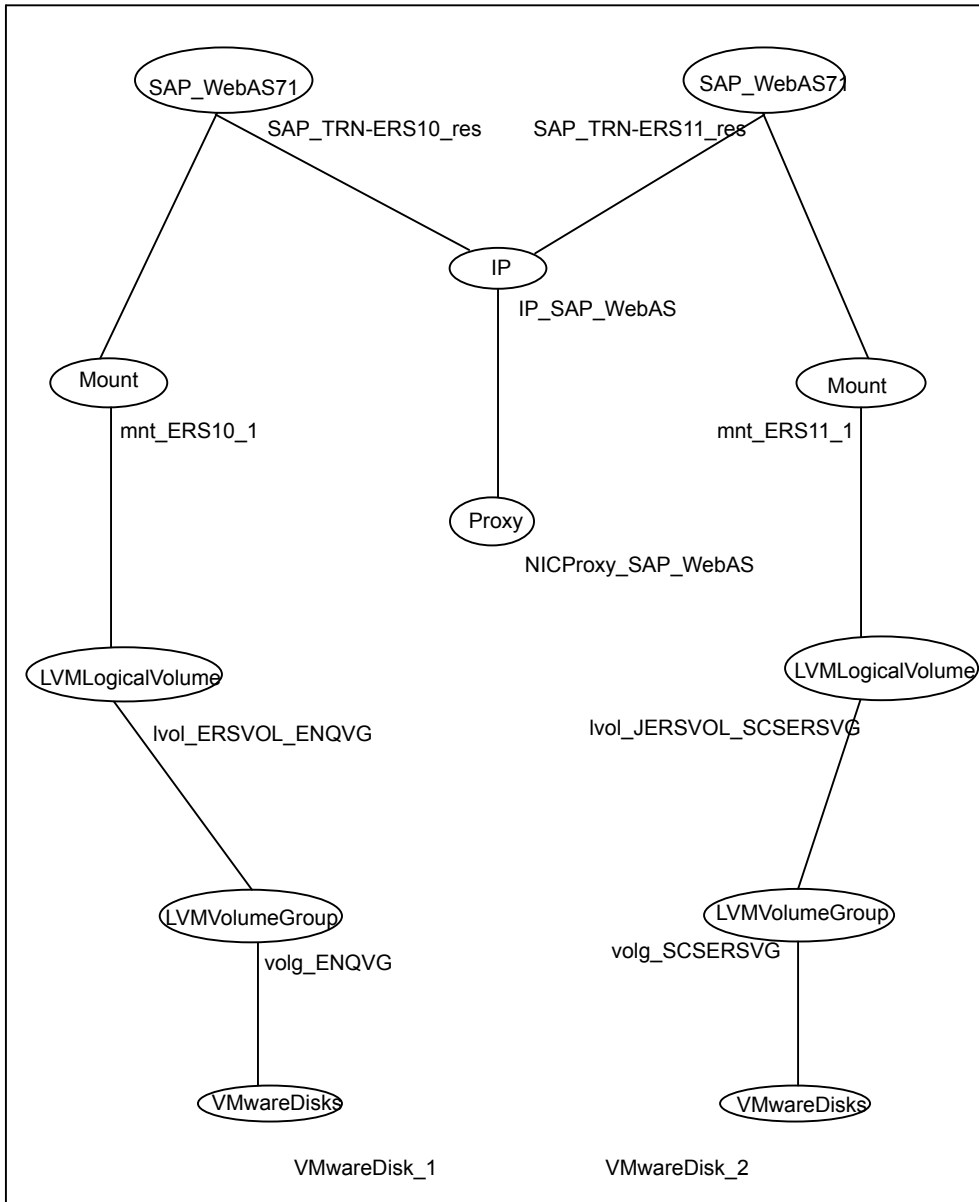 SAP_WebAS71
SAP_WebAS71
SAP_TRN-ERS10_res
SAP_TRN-ERS11_res
IP
IP_SAP_WebAS
Mount
Mount
mnt_ERS10_1
mnt_ERS11_1
Proxy
NICProxy_SAP_WebAS
LVMLogicalVolume
LVMLogicalVolume
lvol_ERSVOL_ENQVG
lvol_JERSVOL_SCSERSVG
LVMVolumeGroup
LVMVolumeGroup
volg_ENQVG
volg_SCSERSVG
VMwareDisks
VMwareDisks
VMwareDisk_1
VMwareDisk_2